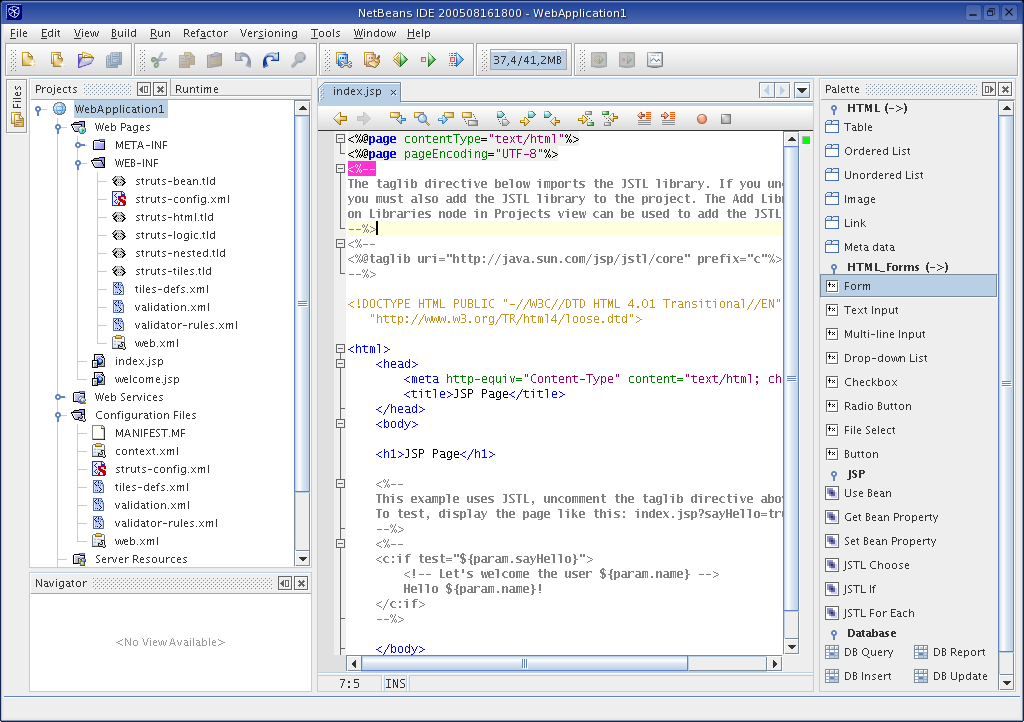 NetBeans IDE 200508161800 - WebApplication1
File Edit View Build Run Refactor Versioning Tools Window Help
37,4/41,2MB
Files
Projects
Runtime
WebApplication1
Web Pages
META-INF
WEB-INF
struts-bean.tld
struts-config.xml
struts-html.tld
struts-logic.tld
struts-nested.tld
struts-tiles.tld
tiles-defs.xml
validation.xml
validator-rules.xml
web.xml
index.jsp
welcome.jsp
Web Services
Configuration Files
MANIFEST.MF
context.xml
struts-config.xml
tiles-defs.xml
validation.xml
validator-rules.xml
web.xml
Server Resources
Navigator
<No View Available>
index.jsp x
<%@page contentType="text/html"%>
<%@page pageEncoding="UTF-8"%>
<%--
The taglib directive below imports the JSTL library. If you un
you must also add the JSTL library to the project. The Add Lib
on Libraries node in Projects view can be used to add the JSTL
--%>
<%--
<%@taglib uri="http://java.sun.com/jsp/jstl/core" prefix="c"%>
--%>
<!DOCTYPE HTML PUBLIC "-//W3C//DTD HTML 4.01 Transitional//EN"
"http://www.w3.org/TR/html4/loose.dtd">
<html>
<head>
<meta http-equiv="Content-Type" content="text/html; ch
<title>JSP Page</title>
</head>
<body>
<h1>JSP Page</h1>
<%--
This example uses JSTL, uncomment the taglib directive abo
To test, display the page like this: index.jsp?sayHello=tr
--%>
<%--
<c:if test="${param.sayHello}">
<!-- Let's welcome the user ${param.name} -->
Hello ${param.name}!
</c:if>
--%>
</body>
7:5 INS
Palette
HTML (->)
Table
Ordered List
Unordered List
Image
Link
Meta data
HTML_Forms (->)
Form
Text Input
Multi-line Input
Drop-down List
Checkbox
Radio Button
File Select
Button
JSP
Use Bean
Get Bean Property
Set Bean Property
JSTL Choose
JSTL If
JSTL For Each
Database
DB Query DB Report
DB Insert DB Update